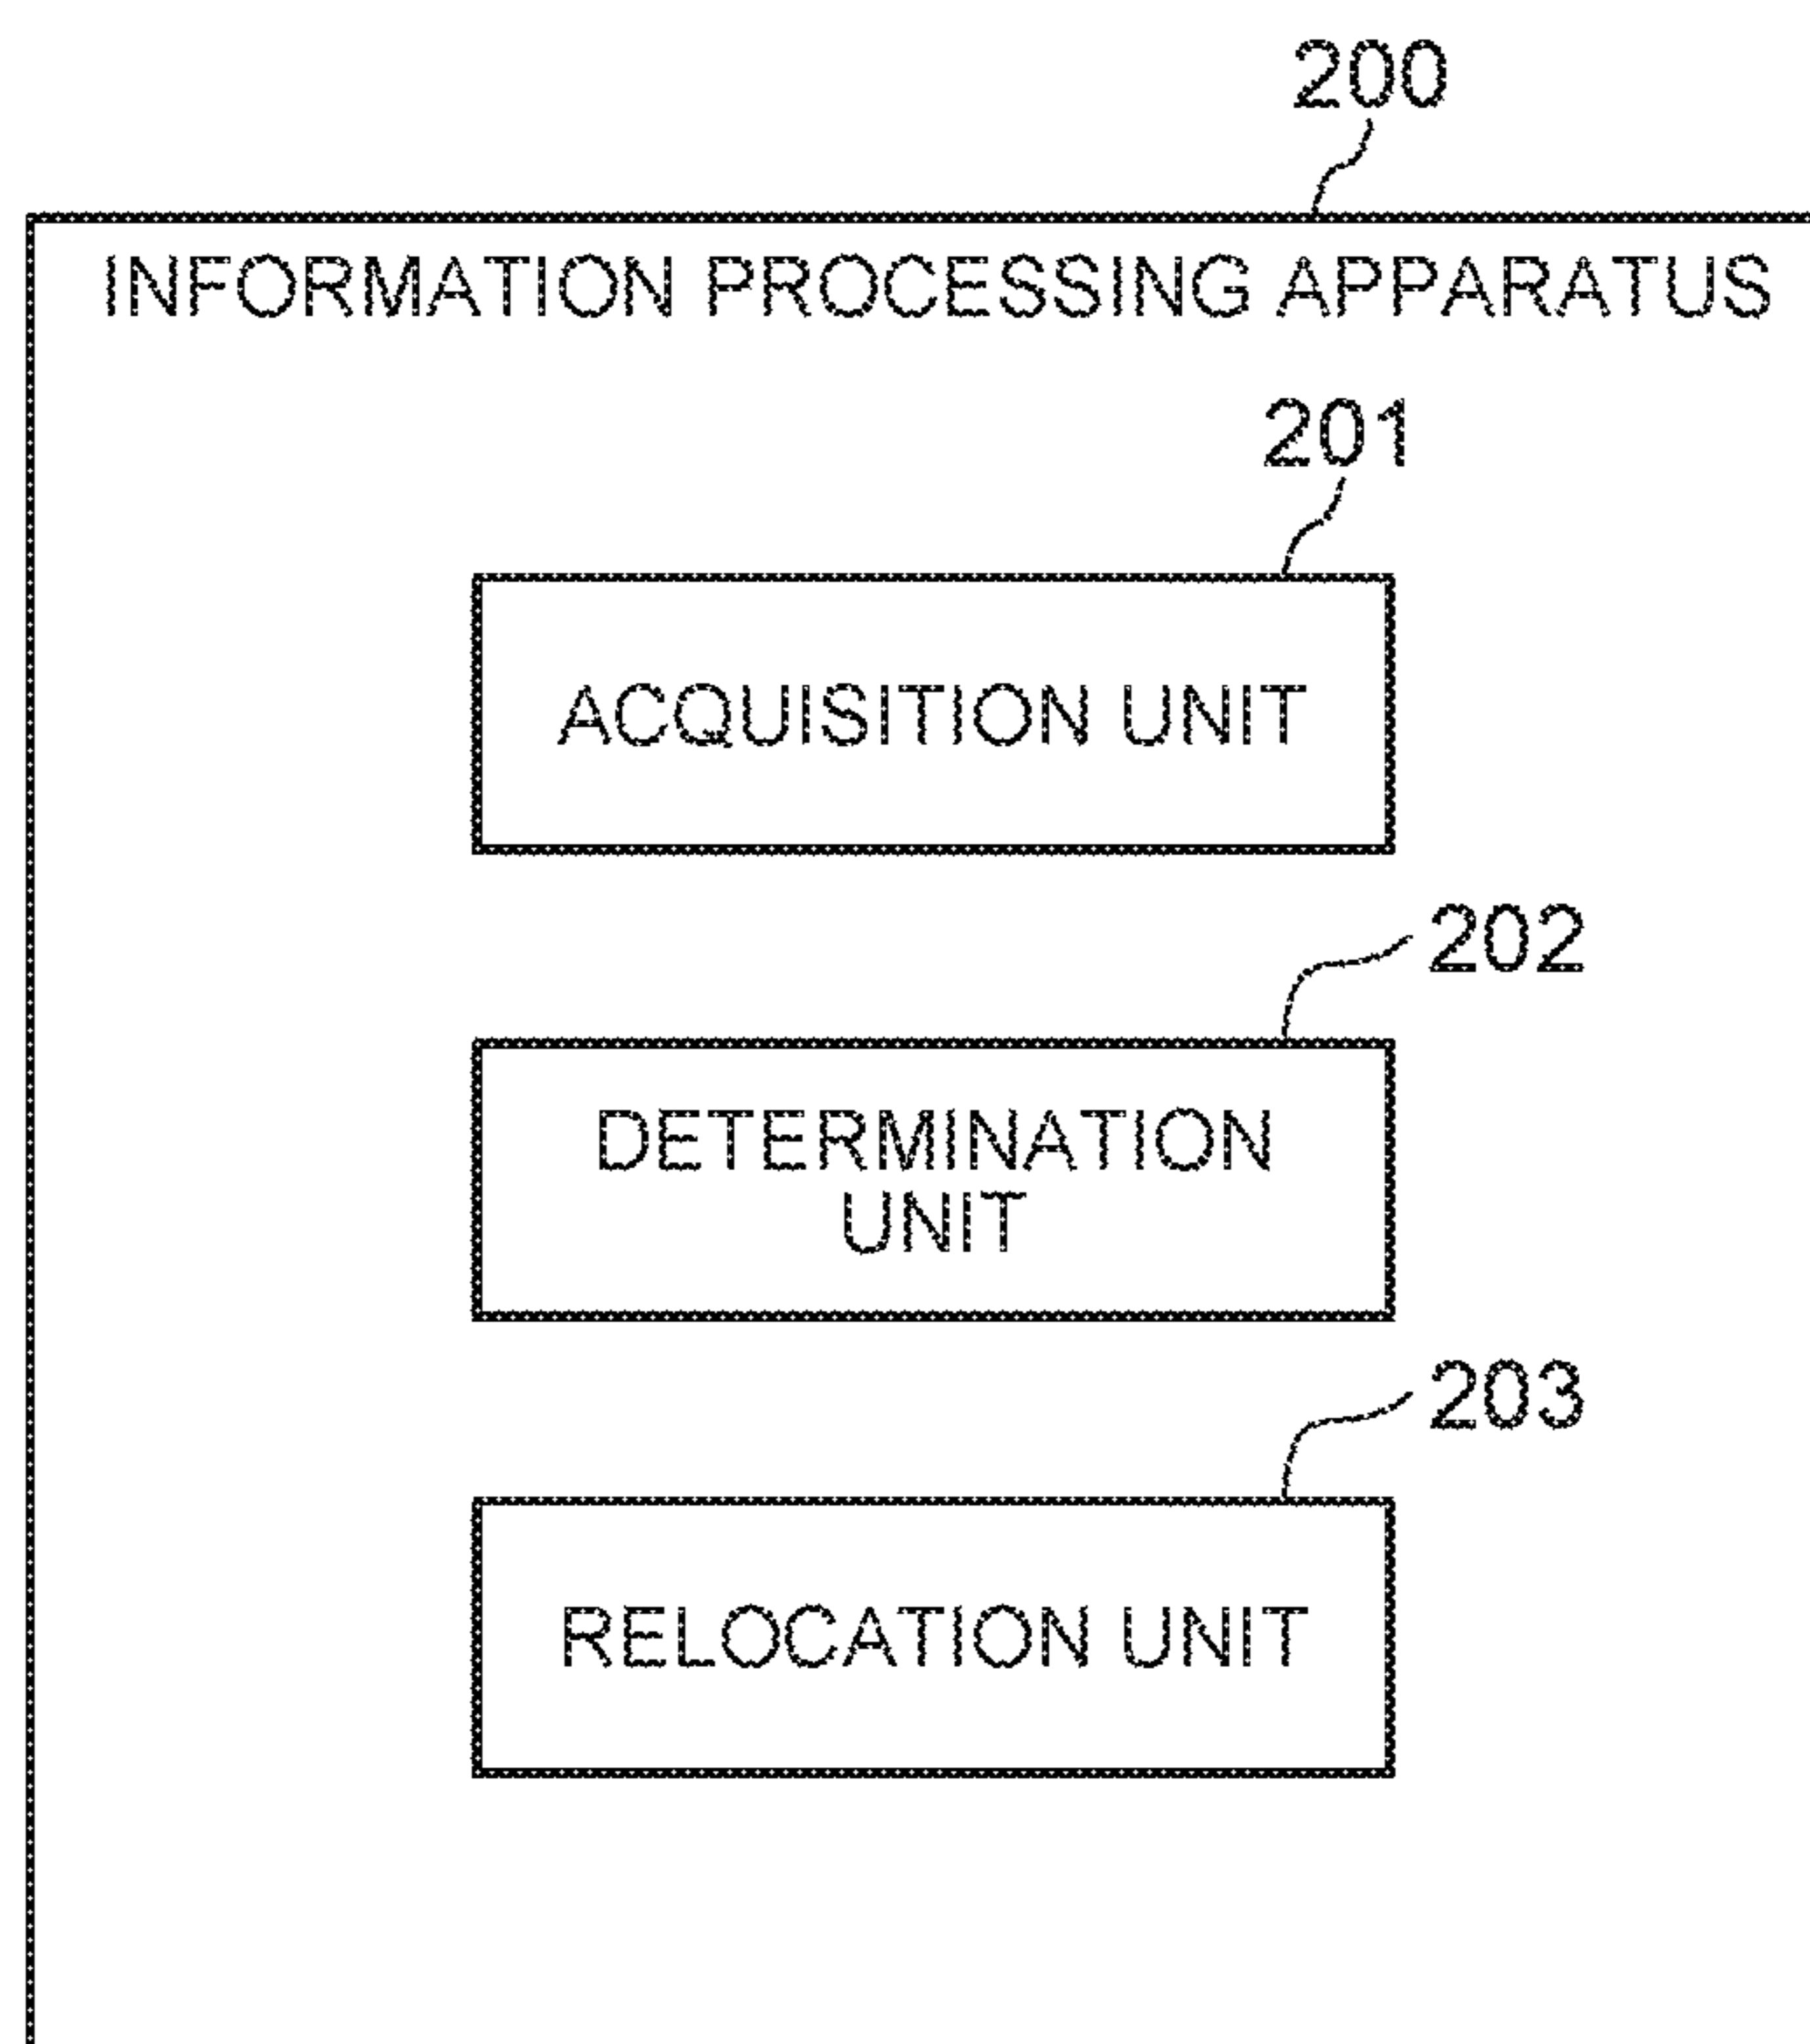 200
INFORMATION PROCESSING APPARATUS
201
ACQUISITION UNIT
202
DETERMINATION
UNIT
203
RELOCATION UNIT